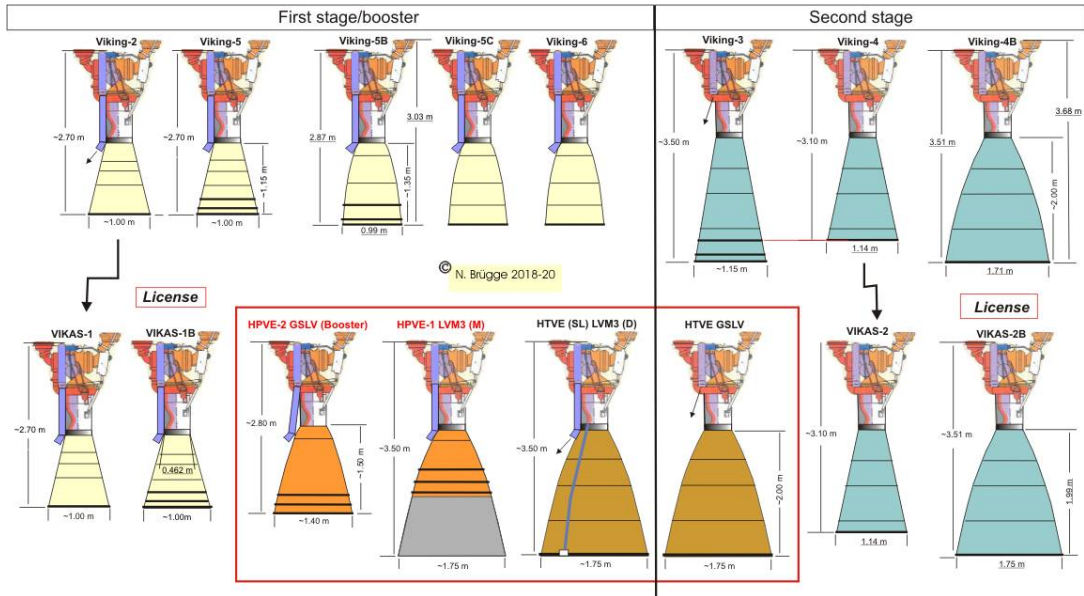 First stage/booster
Second stage
Viking-2
Viking-5
Viking-5B
Viking-5C
Viking-6
Viking-3
Viking-4
Viking-4B
~2.70 m
~2.70 m
2.87 m
3.03 m
~1.15 m
~1.35 m
~3.50 m
~3.10 m
3.51 m
3.68 m
~2.00 m
~1.00 m
~1.00 m
0.99 m
~1.15 m
1.14 m
1.71 m
© N. Brügge 2018-20
License
License
VIKAS-1
VIKAS-1B
HPVE-2 GSLV (Booster)
HPVE-1 LVM3 (M)
HTVE (SL) LVM3 (D)
HTVE GSLV
VIKAS-2
VIKAS-2B
~2.70 m
0.462 m
~2.80 m
~1.50 m
~3.50 m
~3.50 m
~2.00 m
~3.10 m
~3.51 m
1.99 m
~1.00 m
~1.00m
~1.40 m
~1.75 m
~1.75 m
~1.75 m
1.14 m
1.75 m